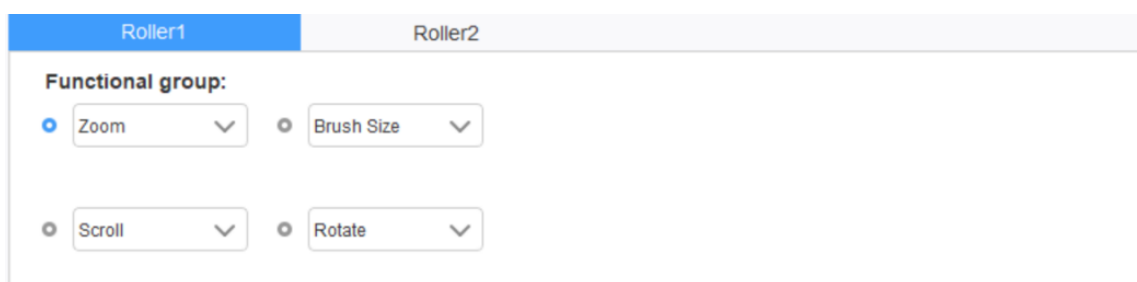 Roller1 Roller2
Functional group:
Zoom Brush Size
Scroll Rotate